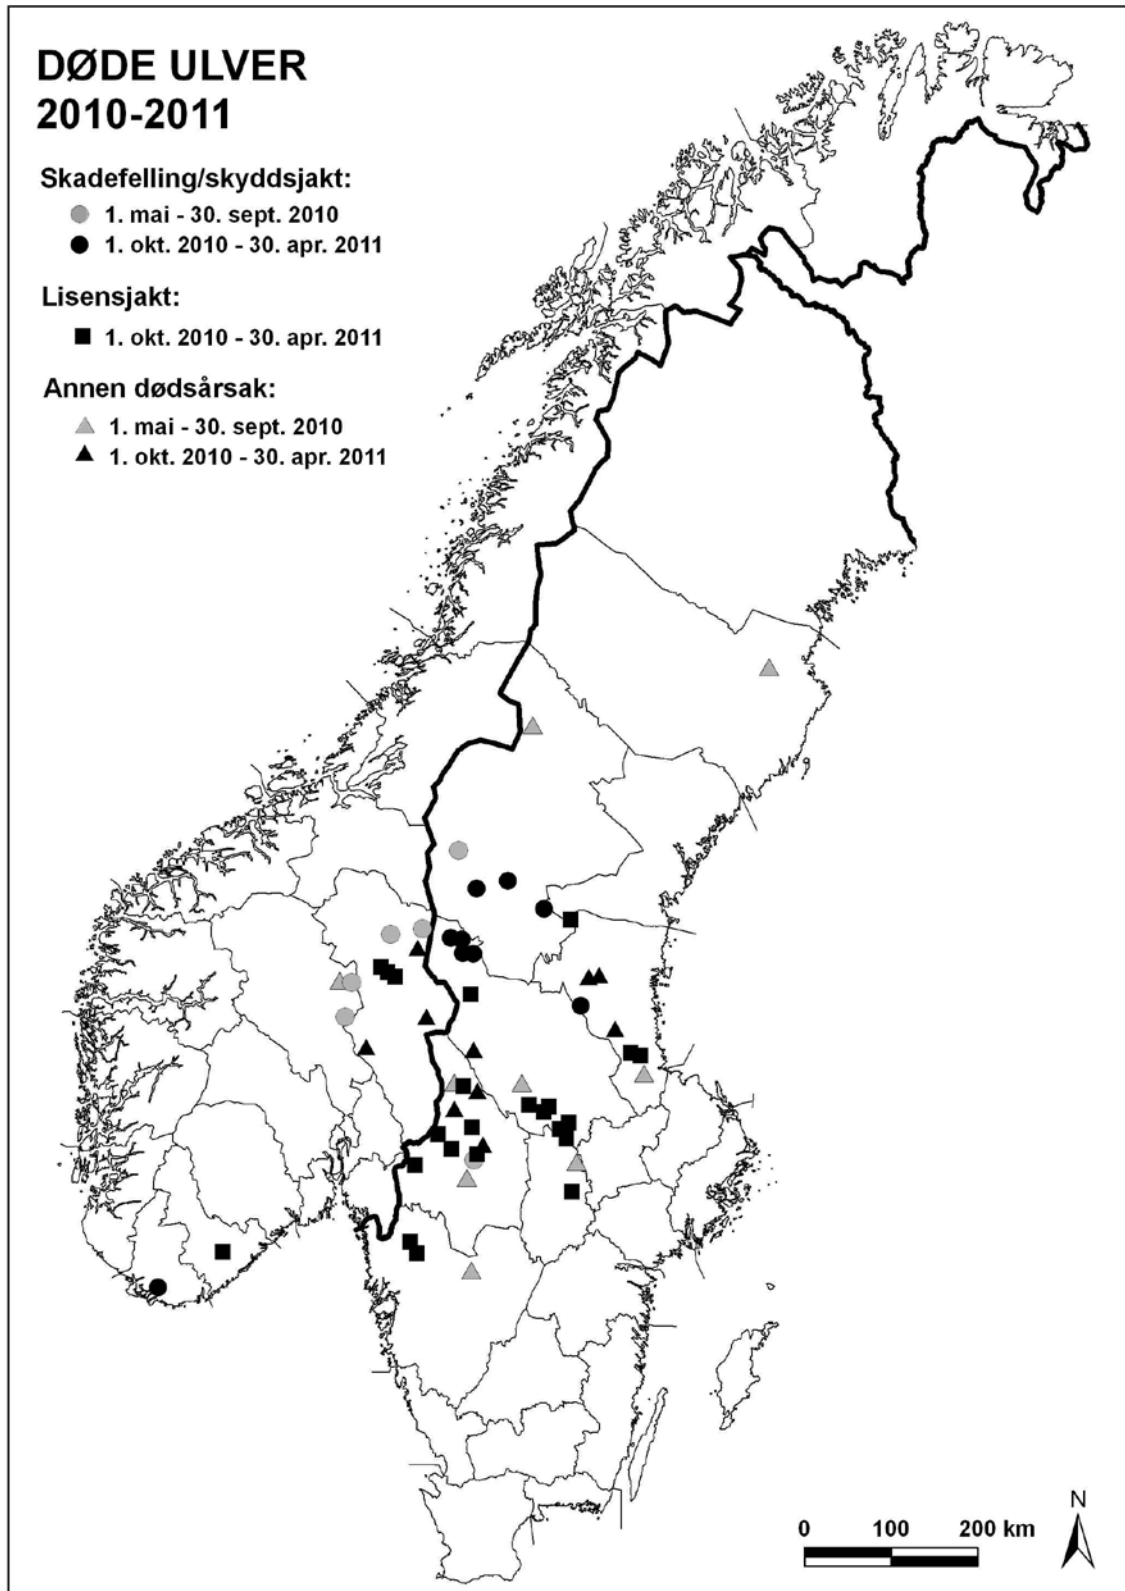 DØDE ULVER
2010-2011
Skadefelling/skyddsjakt:
1. mai - 30. sept. 2010
1. okt. 2010 - 30. apr. 2011
Lisensjakt:
1. okt. 2010 - 30. apr. 2011
Annen dødsårsak:
1. mai - 30. sept. 2010
1. okt. 2010 - 30. apr. 2011
0 100 200 km
N